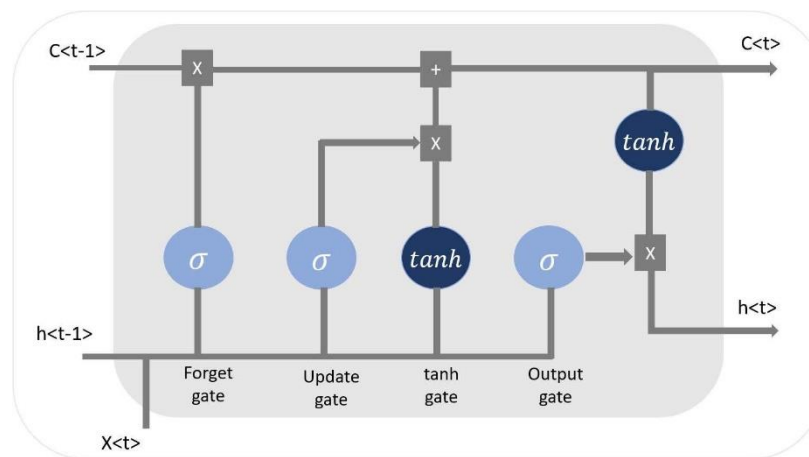 C<t-1>
C<t>
X
+
X
tanh
σ
σ
tanh
σ
X
h<t-1>
h<t>
Forget
gate
Update
gate
tanh
gate
Output
gate
X<t>